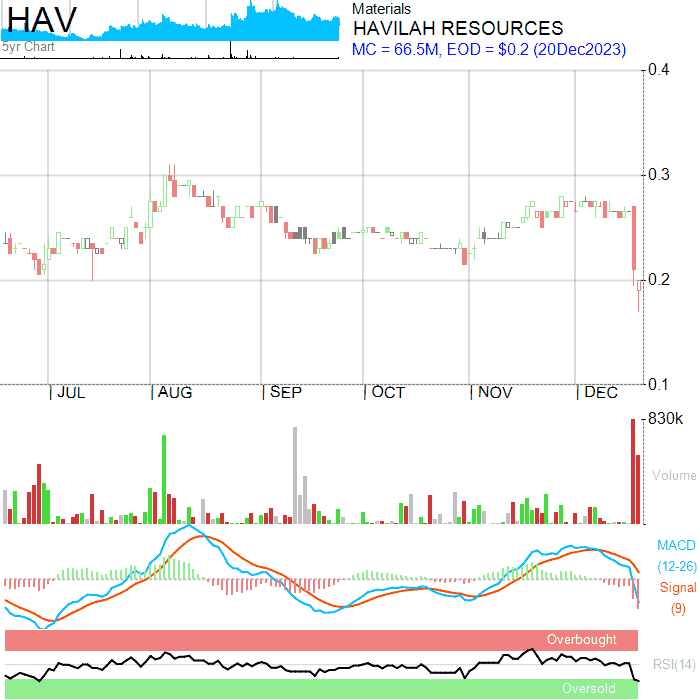 HAV
5yr Chart
Materials
HAVILAH RESOURCES
MC = 66.5M, EOD = $0.2 (20Dec2023)
0.4
0.3
0.2
0.1
JUL
AUG
SEP
OCT
NOV
DEC
830k
Volume
MACD
(12-26)
Signal
(9)
Overbought
RSI(14)
Oversold